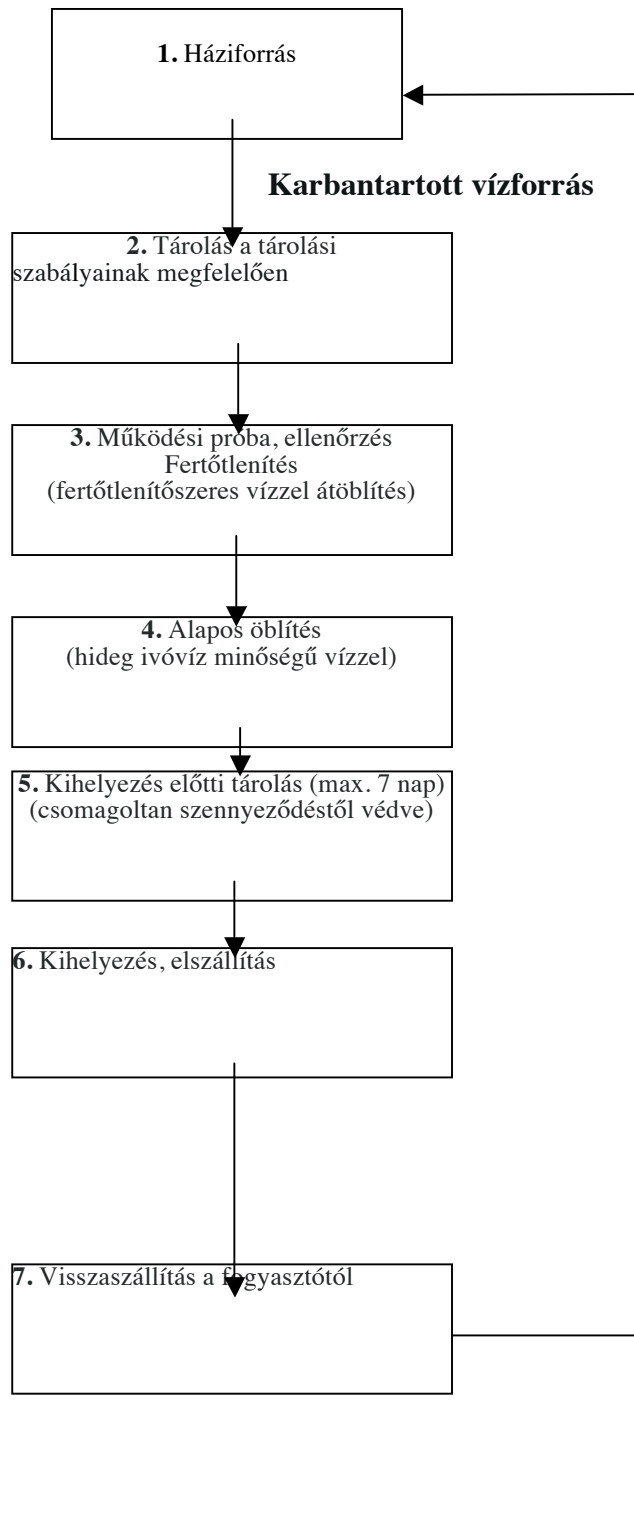 1. Háziforrás
Karbantartott vízforrás
2. Tárolás a tárolási
szabályainak megfelelően
3. Működési próba, ellenőrzés
Fertőtlenítés
(fertőtlenítőszeres vízzel átöblítés)
4. Alapos öblítés
(hideg ivóvíz minőségű vízzel)
5. Kihelyezés előtti tárolás (max. 7 nap)
(csomagoltan szennyeződéstől védve)
6. Kihelyezés, elszállítás
7. Visszaszállítás a fogyasztótól